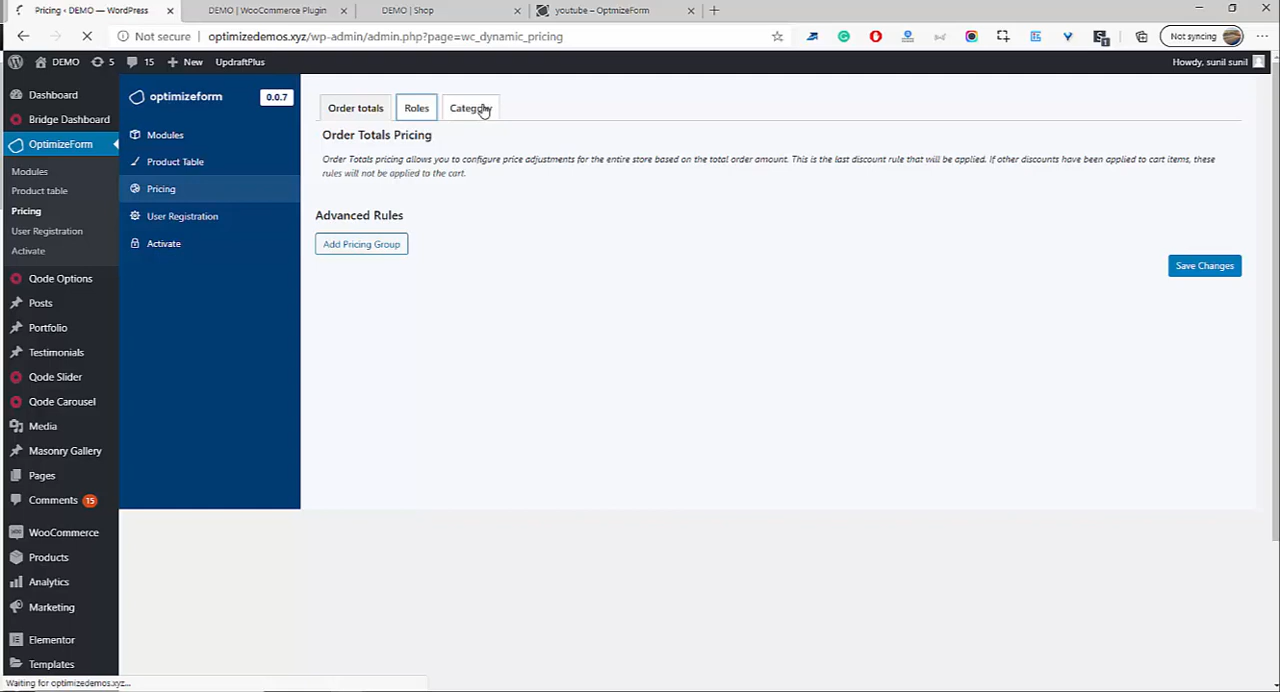 Pricing ‹ DEMO — WordPress
DEMO | WooCommerce Plugin
DEMO | Shop
youtube – OptmizeForm
Not secure
optimizedemos.xyz/wp-admin/admin.php?page=wc_dynamic_pricing
Not syncing
DEMO
5
15
New
UpdraftPlus
Howdy, sunil sunil
Dashboard
Bridge Dashboard
OptimizeForm
Modules
Product table
Pricing
User Registration
Activate
Qode Options
Posts
Portfolio
Testimonials
Qode Slider
Qode Carousel
Media
Masonry Gallery
Pages
Comments 15
WooCommerce
Products
Analytics
Marketing
Elementor
Templates
Waiting for optimizedemos.xyz...
optimizeform
0.0.7
Modules
Product Table
Pricing
User Registration
Activate
Order totals
Roles
Category
Order Totals Pricing
Order Totals pricing allows you to configure price adjustments for the entire store based on the total order amount. This is the last discount rule that will be applied. If other discounts have been applied to cart items, these
rules will not be applied to the cart.
Advanced Rules
Add Pricing Group
Save Changes